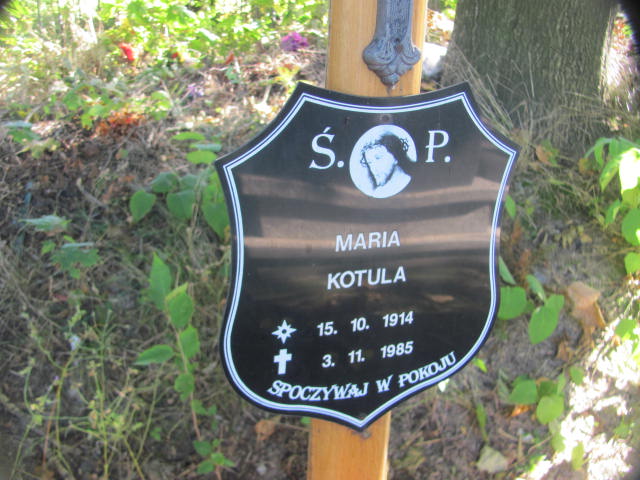 Ś. P.
MARIA
KOTULA
15. 10. 1914
3. 11. 1985
SPOCZYWAJ W POKOJU